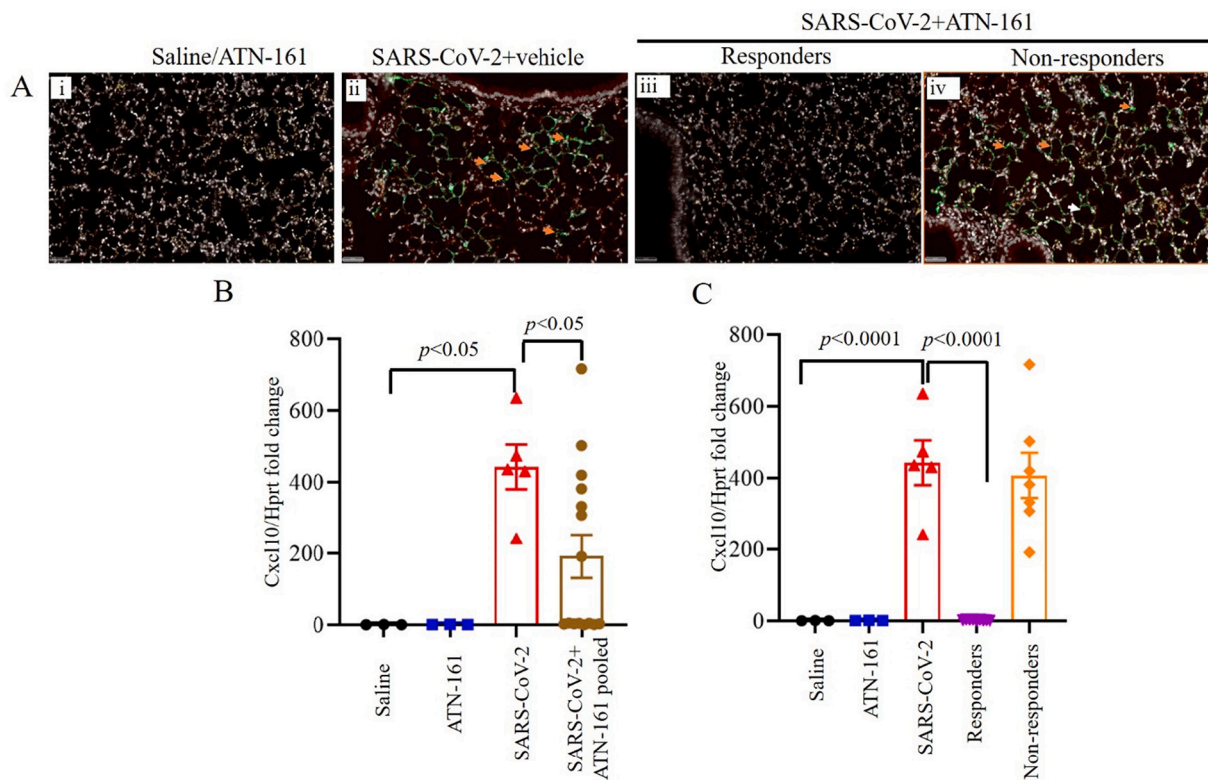 SARS-CoV-2+ATN-161
Saline/ATN-161
SARS-CoV-2+vehicle
Responders
Non-responders
A
i
ii
iii
iv
B
p<0.05
p<0.05
Cxcl10/Hprt fold change
800
600
400
200
0
Saline
ATN-161
SARS-CoV-2
SARS-CoV-2+
ATN-161 pooled
C
p<0.0001
p<0.0001
Cxcl10/Hprt fold change
800
600
400
200
0
Saline
ATN-161
SARS-CoV-2
Responders
Non-responders